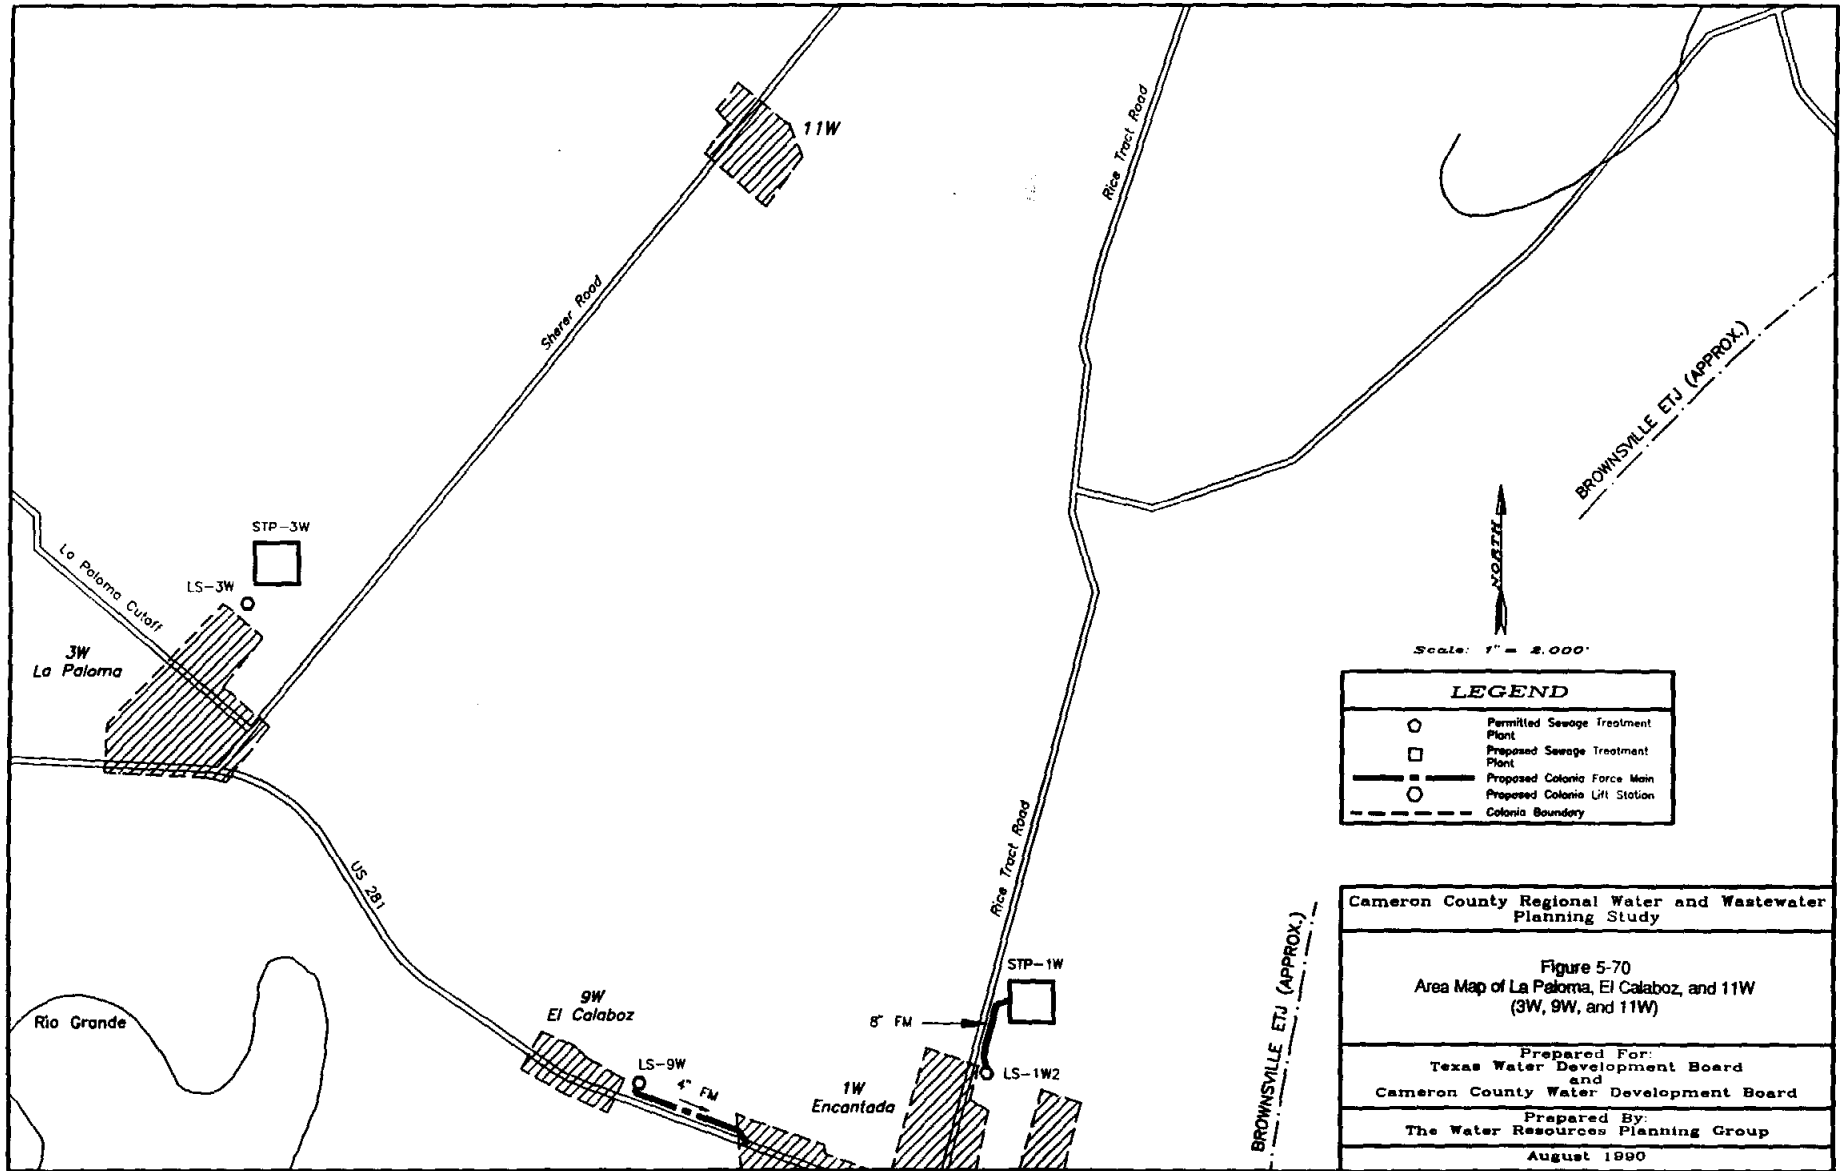 11W
Rice Tract Road
Sherer Road
BROWNSVILLE ETJ (APPROX.)
STP-3W
LS-3W
La Paloma Cutoff
3W
La Paloma
NORTH
Scale: 1" = 2,000'
LEGEND
Permitted Sewage Treatment
Plant
Proposed Sewage Treatment
Plant
Proposed Colonia Force Main
Proposed Colonia Lift Station
Colonia Boundary
US 281
Rice Tract Road
Rio Grande
9W
El Calaboz
LS-9W
4" FM
1W
Encantada
8" FM
STP-1W
LS-1W2
BROWNSVILLE ETJ (APPROX.)
Cameron County Regional Water and Wastewater
Planning Study
Figure 5-70
Area Map of La Paloma, El Calaboz, and 11W
(3W, 9W, and 11W)
Prepared For:
Texas Water Development Board
and
Cameron County Water Development Board
Prepared By:
The Water Resources Planning Group
August 1990